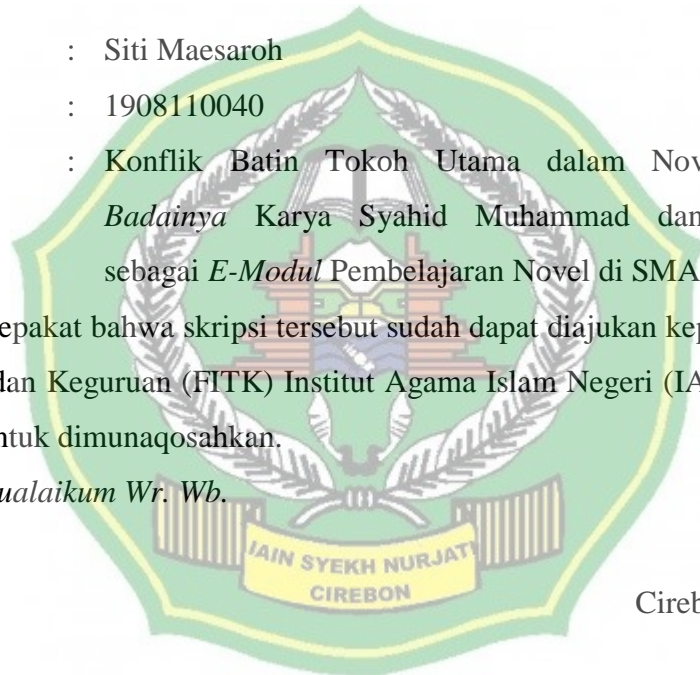 : Siti Maesaroh
: 1908110040
: Konflik Batin Tokoh Utama dalam Nov
Badainya Karya Syahid Muhammad dan
sebagai E-Modul Pembelajaran Novel di SMA
epakat bahwa skripsi tersebut sudah dapat diajukan kep
dan Keguruan (FITK) Institut Agama Islam Negeri (IA
ntuk dimunaqosahkan.
ualaikum Wr. Wb.
IAIN SYEKH NURJATI
CIREBON
Cireb